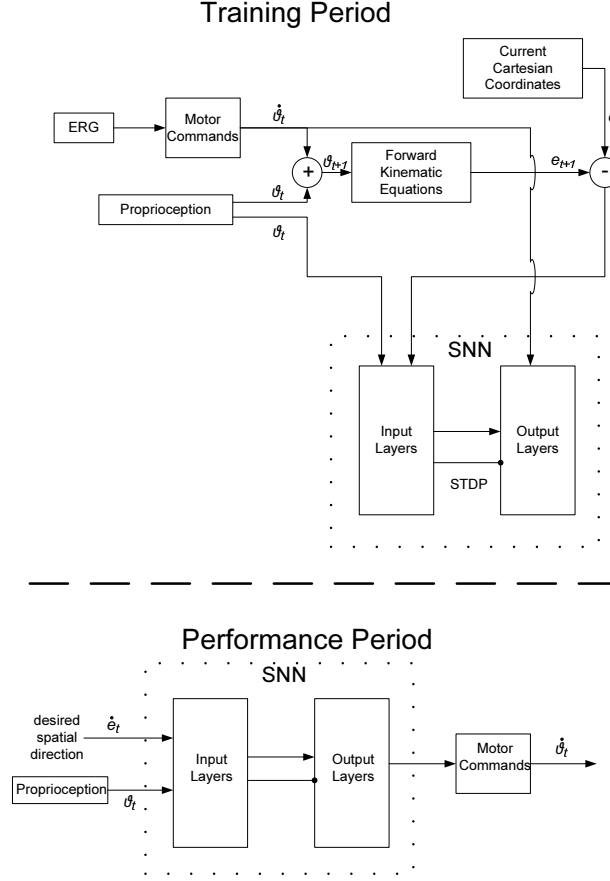 Training Period
Current
Cartesian
Coordinates
ERG
Motor
Commands
ϑ̇t
e
+
ϑt+1
Forward
Kinematic
Equations
et+1
-
Proprioception
ϑt
ϑt
SNN
Input
Layers
Output
Layers
STDP
Performance Period
SNN
desired
spatial
direction
ėt
Input
Layers
Output
Layers
Motor
Commands
ϑ̇t
Proprioception
ϑt